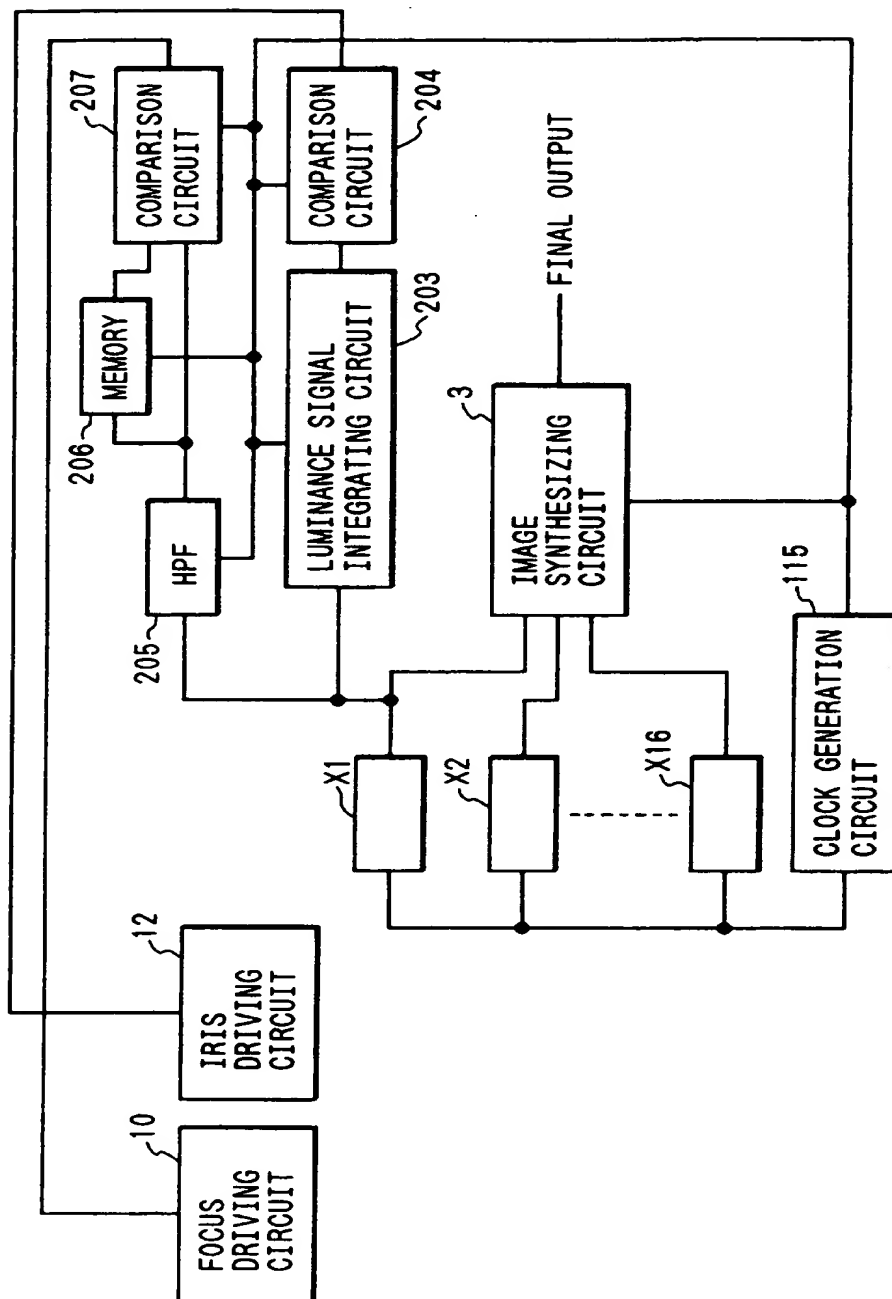 10
FOCUS
DRIVING
CIRCUIT
12
IRIS
DRIVING
CIRCUIT
205
HPF
206
MEMORY
207
COMPARISON
CIRCUIT
LUMINANCE SIGNAL
INTEGRATING CIRCUIT
203
COMPARISON
CIRCUIT
204
X1
X2
X16
3
IMAGE
SYNTHESIZING
CIRCUIT
FINAL OUTPUT
115
CLOCK GENERATION
CIRCUIT